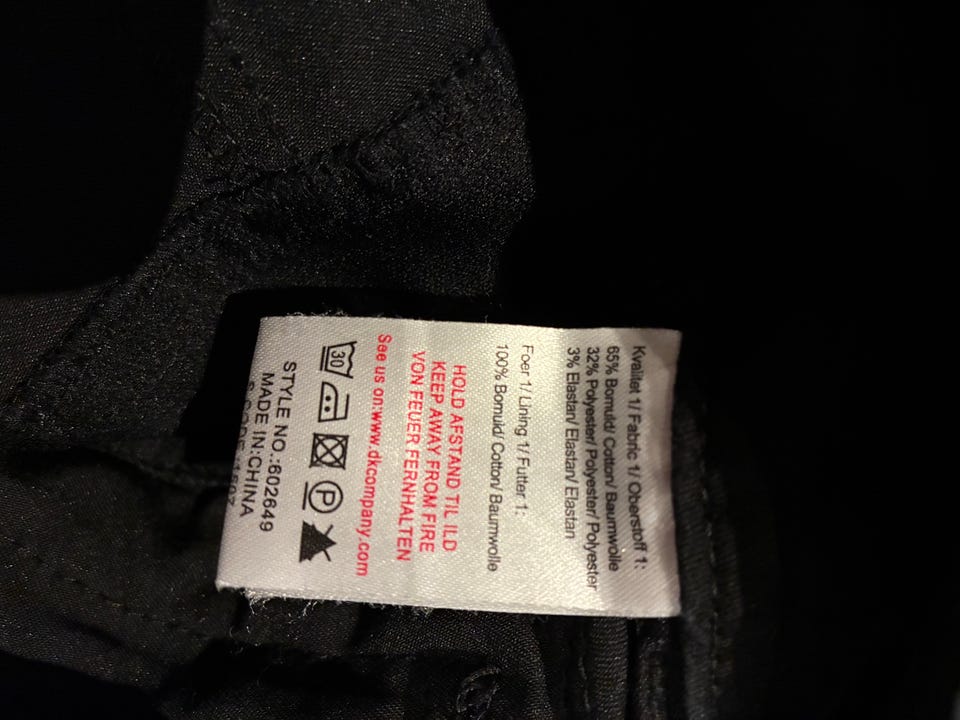 Kvalitet 1/ Fabric 1/ Oberstoff 1:
65% Bomuld/ Cotton/ Baumwolle
32% Polyester/ Polyester/ Polyester
3% Elastan/ Elastan/ Elastan
Foer 1/ Lining 1/ Futter 1:
100% Bomuld/ Cotton/ Baumwolle
HOLD AFSTAND TIL ILD
KEEP AWAY FROM FIRE
VON FEUER FERNHALTEN
See us on:www.dkcompany.com
30
P
STYLE NO.:602649
MADE IN:CHINA